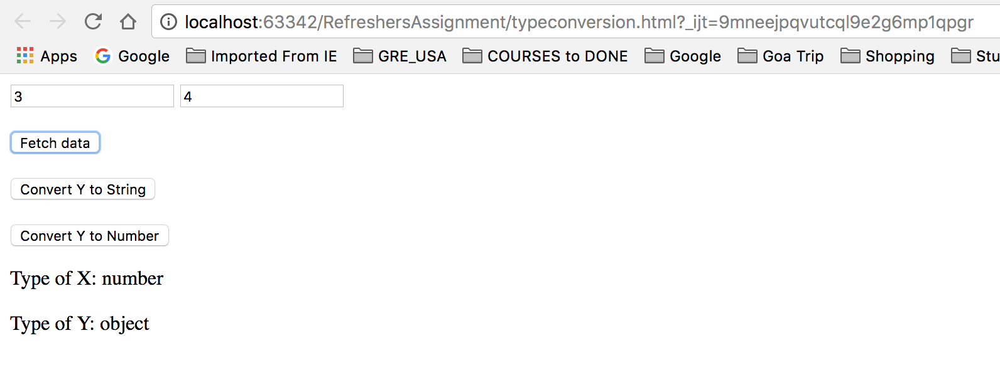 localhost:63342/RefreshersAssignment/typeconversion.html?_ijt=9mneejpqvutcql9e2g6mp1qpgr
Apps Google Imported From IE GRE_USA COURSES to DONE Google Goa Trip Shopping Stu
3 4
Fetch data
Convert Y to String
Convert Y to Number
Type of X: number
Type of Y: object